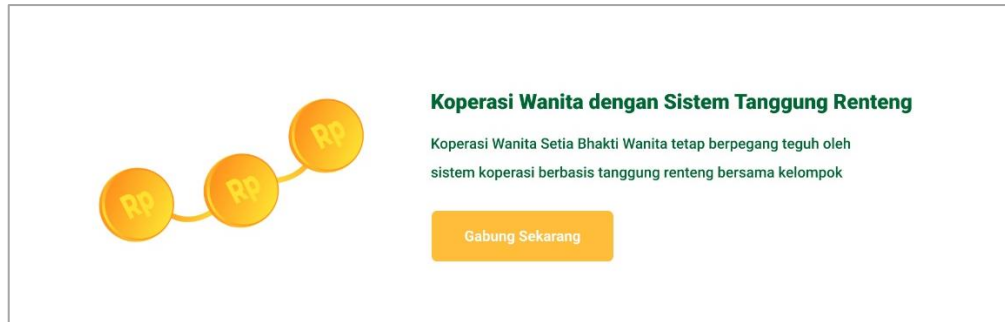 Koperasi Wanita dengan Sistem Tanggung Renteng
Koperasi Wanita Setia Bhakti Wanita tetap berpegang teguh oleh
sistem koperasi berbasis tanggung renteng bersama kelompok
Rp
Rp
Rp
Gabung Sekarang